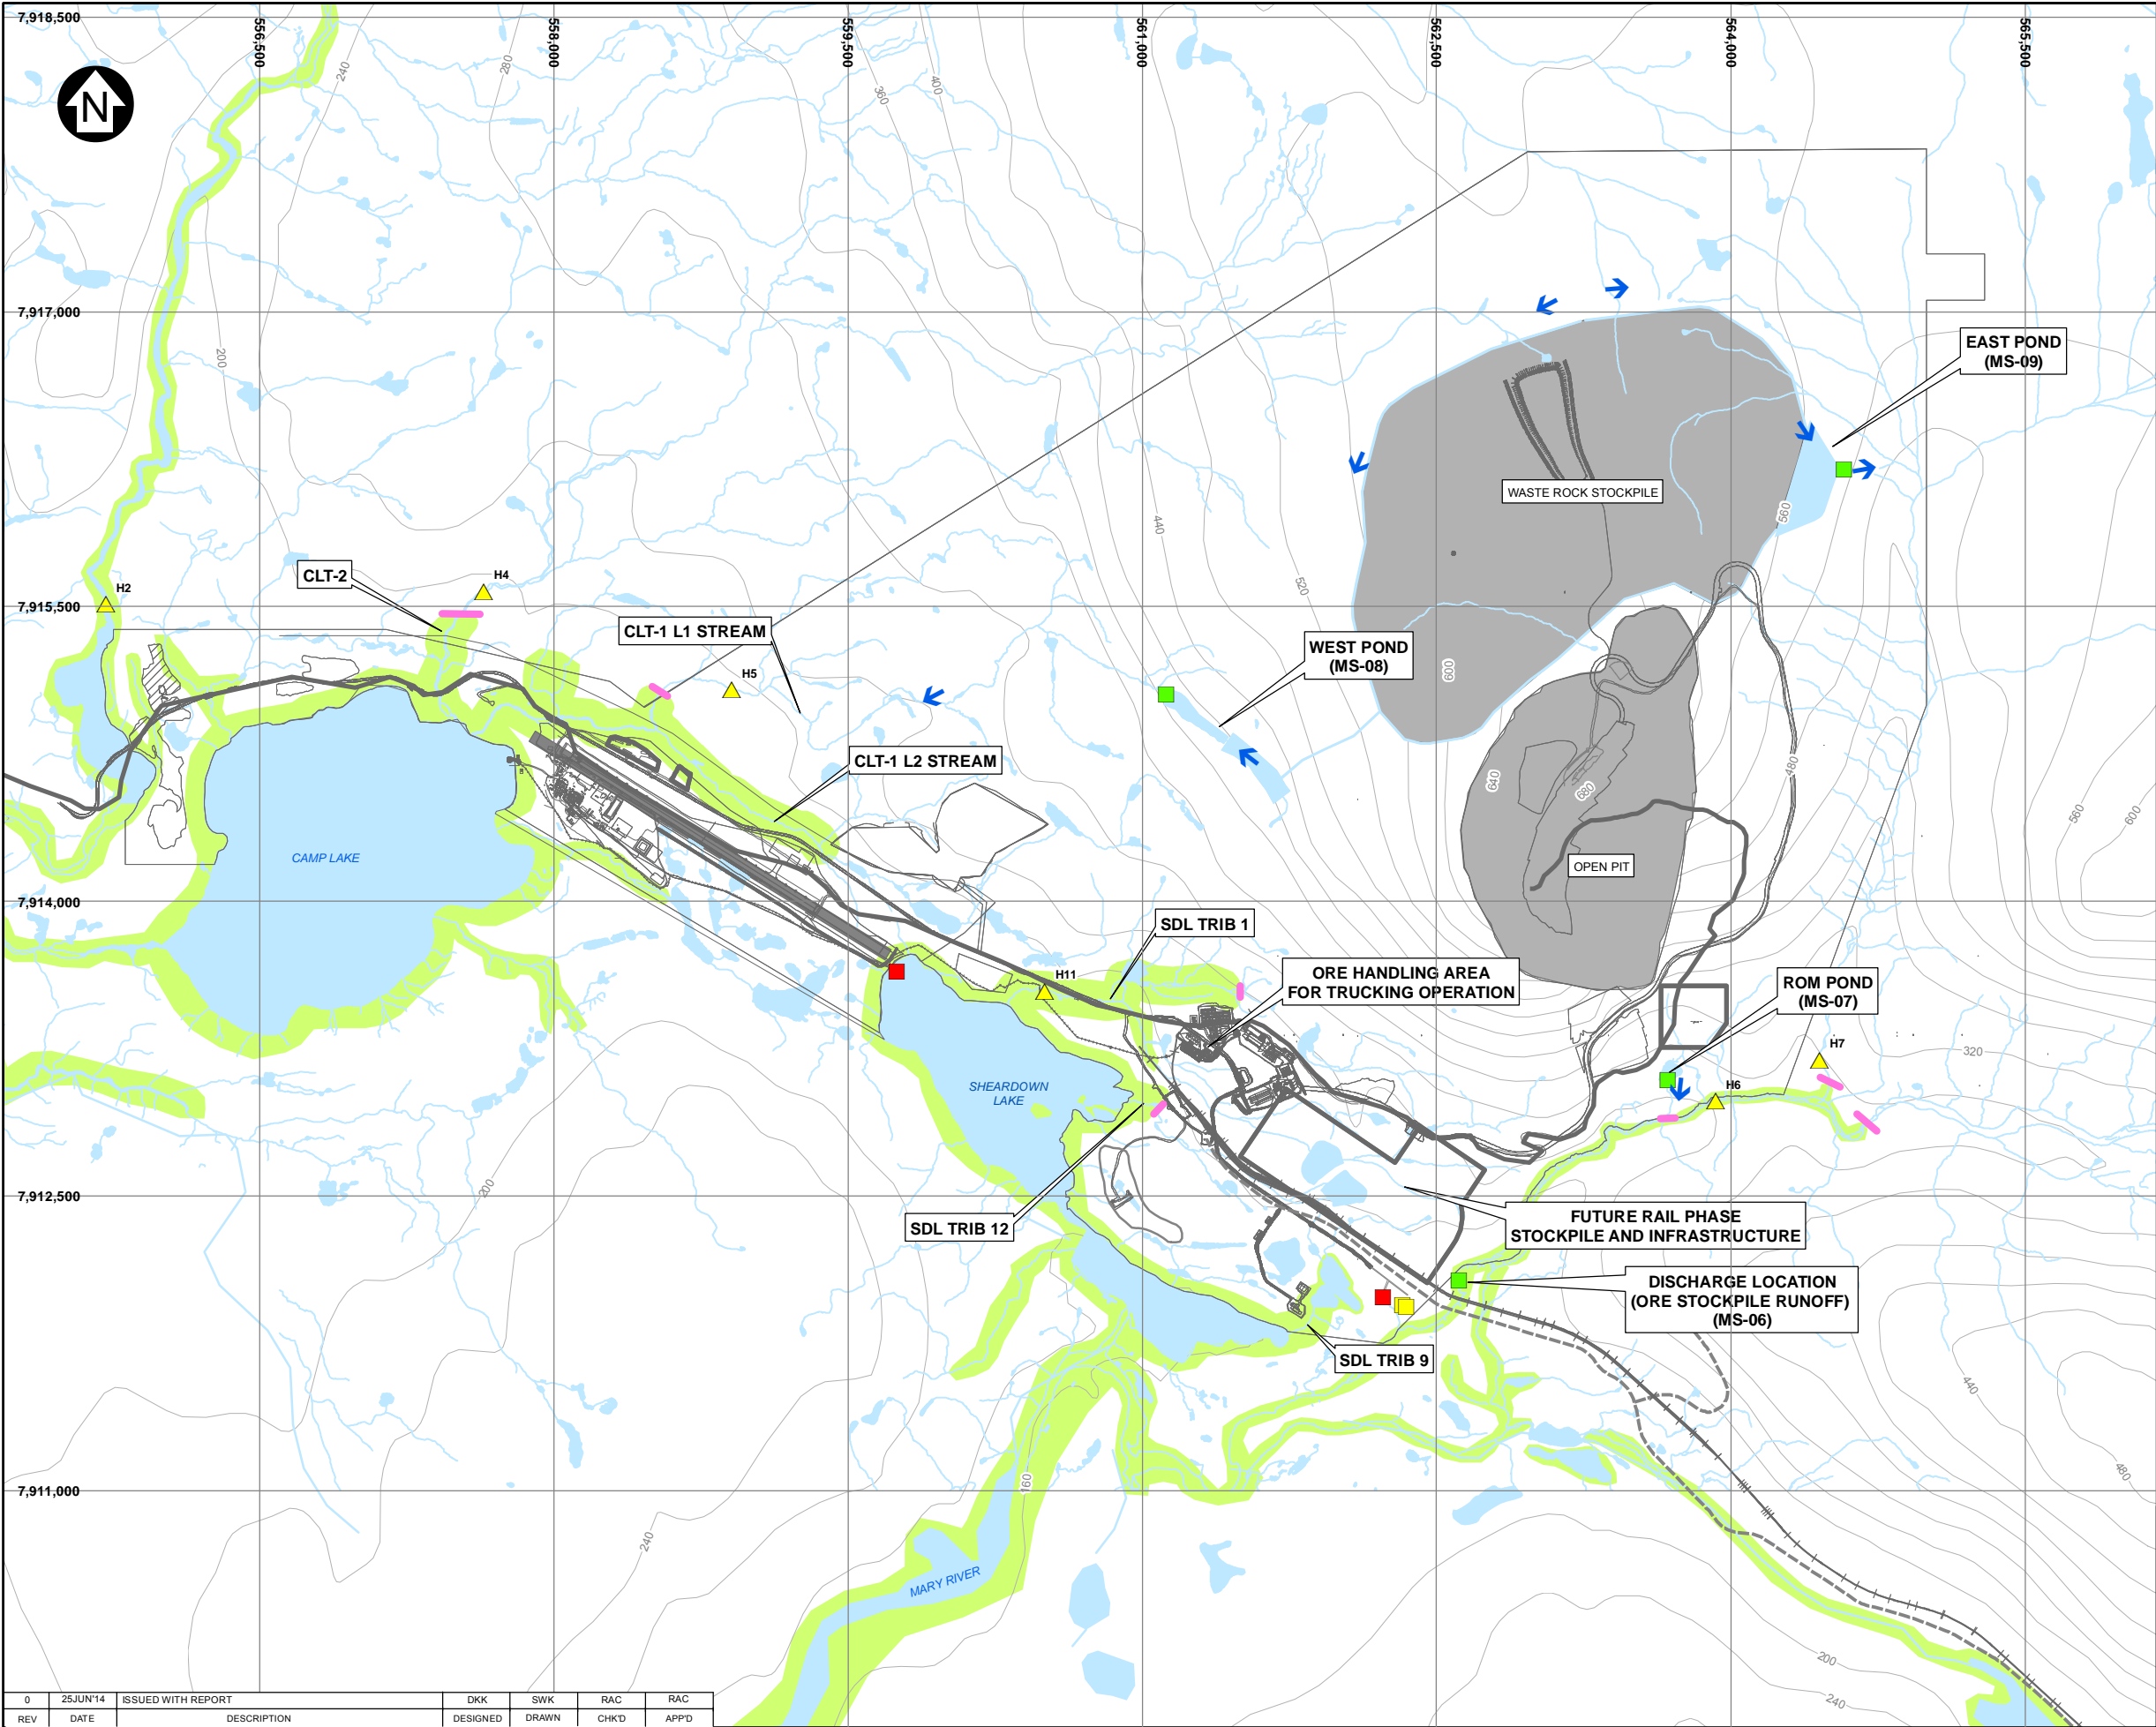 7,918,500
556,500
558,000
559,500
561,000
562,500
564,000
565,500
N
240
280
360
400
7,917,000
200
EAST POND
(MS-09)
WASTE ROCK STOCKPILE
440
560
520
CLT-2
H4
H2
7,915,500
CLT-1 L1 STREAM
H5
WEST POND
(MS-08)
600
CLT-1 L2 STREAM
640
680
480
560
600
CAMP LAKE
OPEN PIT
7,914,000
SDL TRIB 1
H11
ORE HANDLING AREA
FOR TRUCKING OPERATION
ROM POND
(MS-07)
H7
320
H6
SHEARDOWN
LAKE
200
7,912,500
SDL TRIB 12
FUTURE RAIL PHASE
STOCKPILE AND INFRASTRUCTURE
DISCHARGE LOCATION
(ORE STOCKPILE RUNOFF)
(MS-06)
SDL TRIB 9
440
480
7,911,000
160
240
MARY RIVER
200
240
0 25JUN'14 ISSUED WITH REPORT DKK SWK RAC RAC
REV DATE DESCRIPTION DESIGNED DRAWN CHK'D APP'D